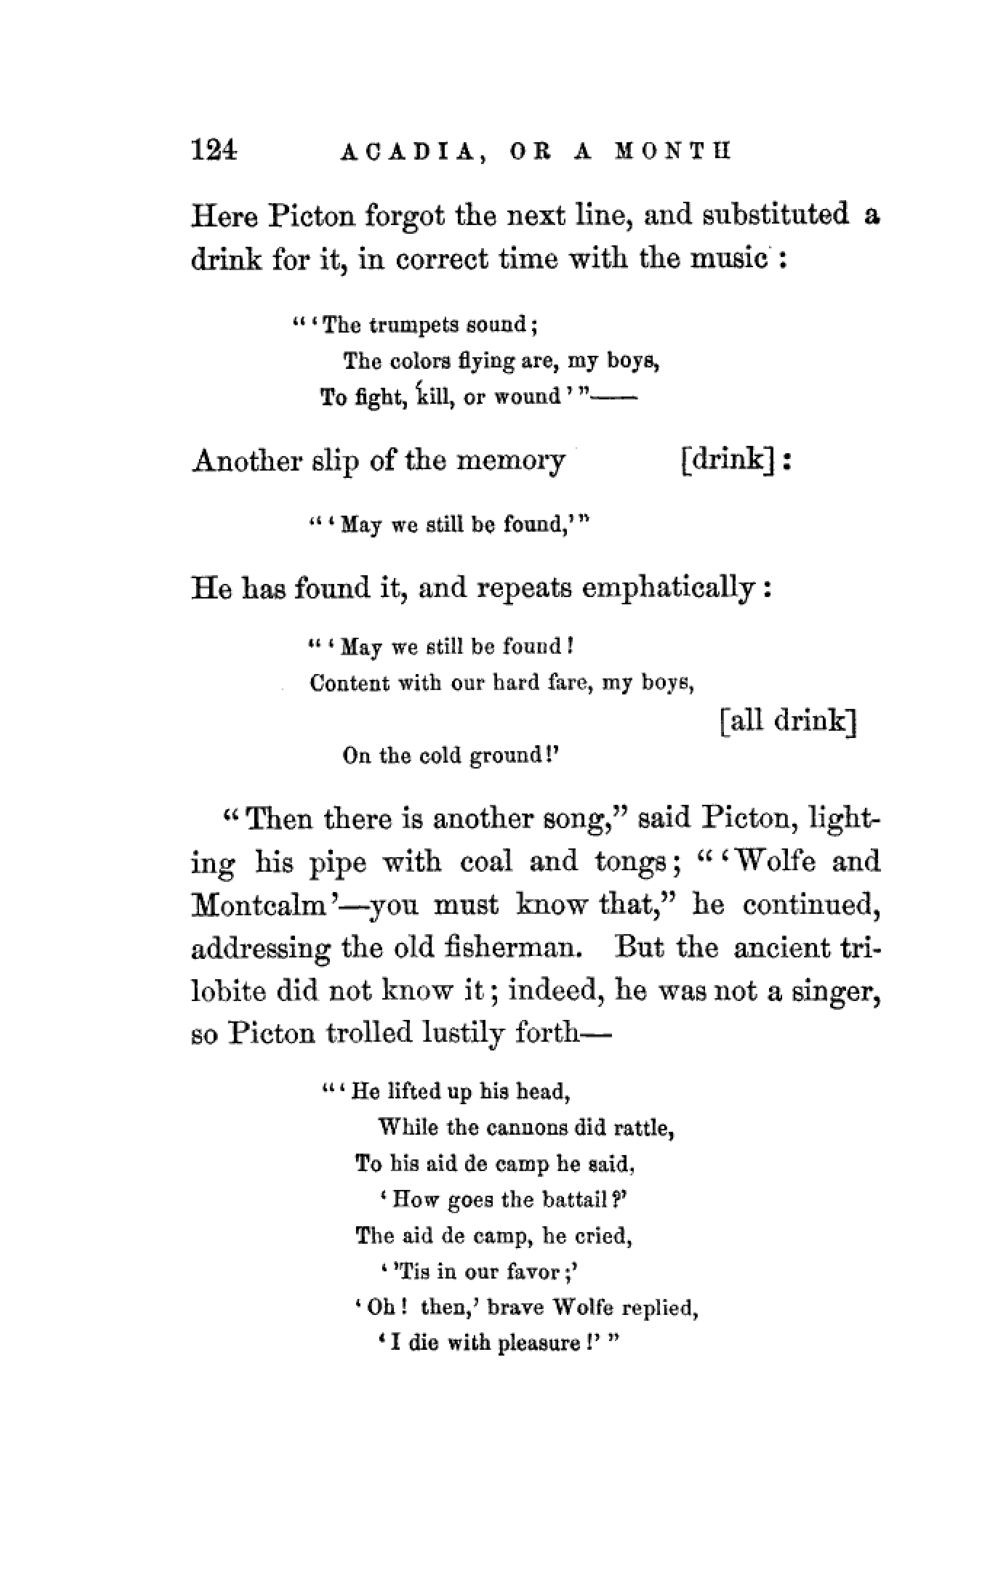 124 ACADIA, OR A MONTH
Here Picton forgot the next line, and substituted a
drink for it, in correct time with the music :
“ ‘ The trumpets sound ;
The colors flying are, my boys,
To fight, kill, or wound ’ ”——
Another slip of the memory [drink] :
“ ‘ May we still be found,’ ”
He has found it, and repeats emphatically :
“ ‘ May we still be found !
Content with our hard fare, my boys,
[all drink]
On the cold ground !’
“ Then there is another song,” said Picton, light-
ing his pipe with coal and tongs ; “ ‘ Wolfe and
Montcalm ’—you must know that,” he continued,
addressing the old fisherman. But the ancient tri-
lobite did not know it ; indeed, he was not a singer,
so Picton trolled lustily forth—
“ ‘ He lifted up his head,
While the cannons did rattle,
To his aid de camp he said,
‘ How goes the battail ?’
The aid de camp, he cried,
‘ ’Tis in our favor ;’
‘ Oh ! then,’ brave Wolfe replied,
‘ I die with pleasure !’ ”